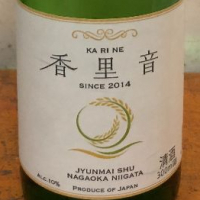 KA RI NE
香里音
SINCE 2014
JYUNMAI SHU
NAGAOKA NIIGATA
ALC.10%
PRODUCE OF JAPAN
清酒
300ml